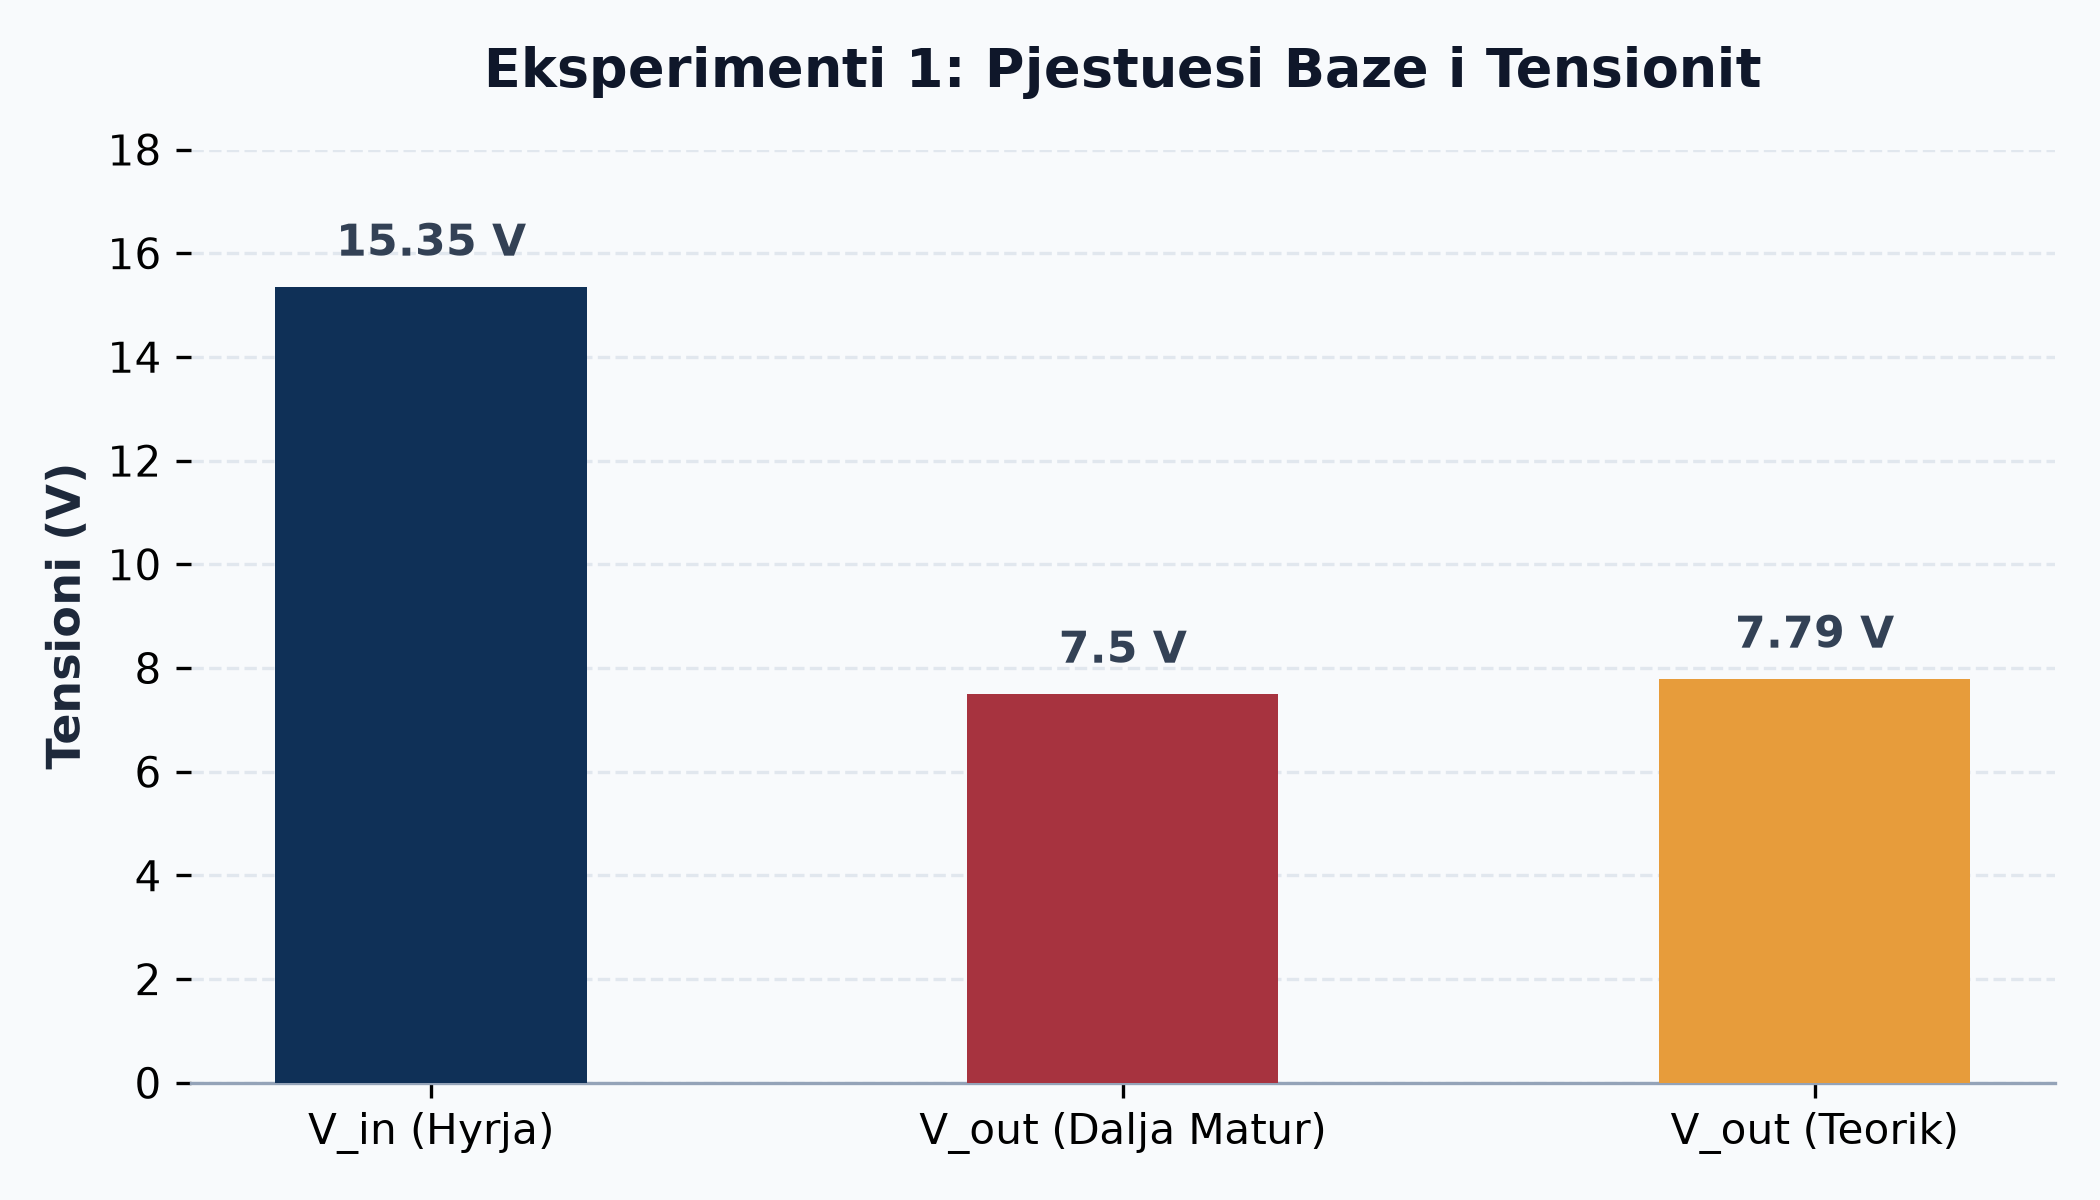 Eksperimenti 1: Pjestuesi Baze i Tensionit
Tensioni (V)
18
16
14
12
10
8
6
4
2
0
15.35 V
7.5 V
7.79 V
V_in (Hyrja)
V_out (Dalja Matur)
V_out (Teorik)